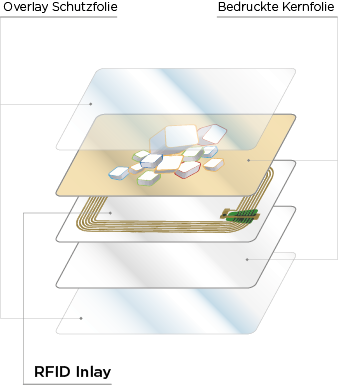 Overlay Schutzfolie
Bedruckte Kernfolie
RFID Inlay